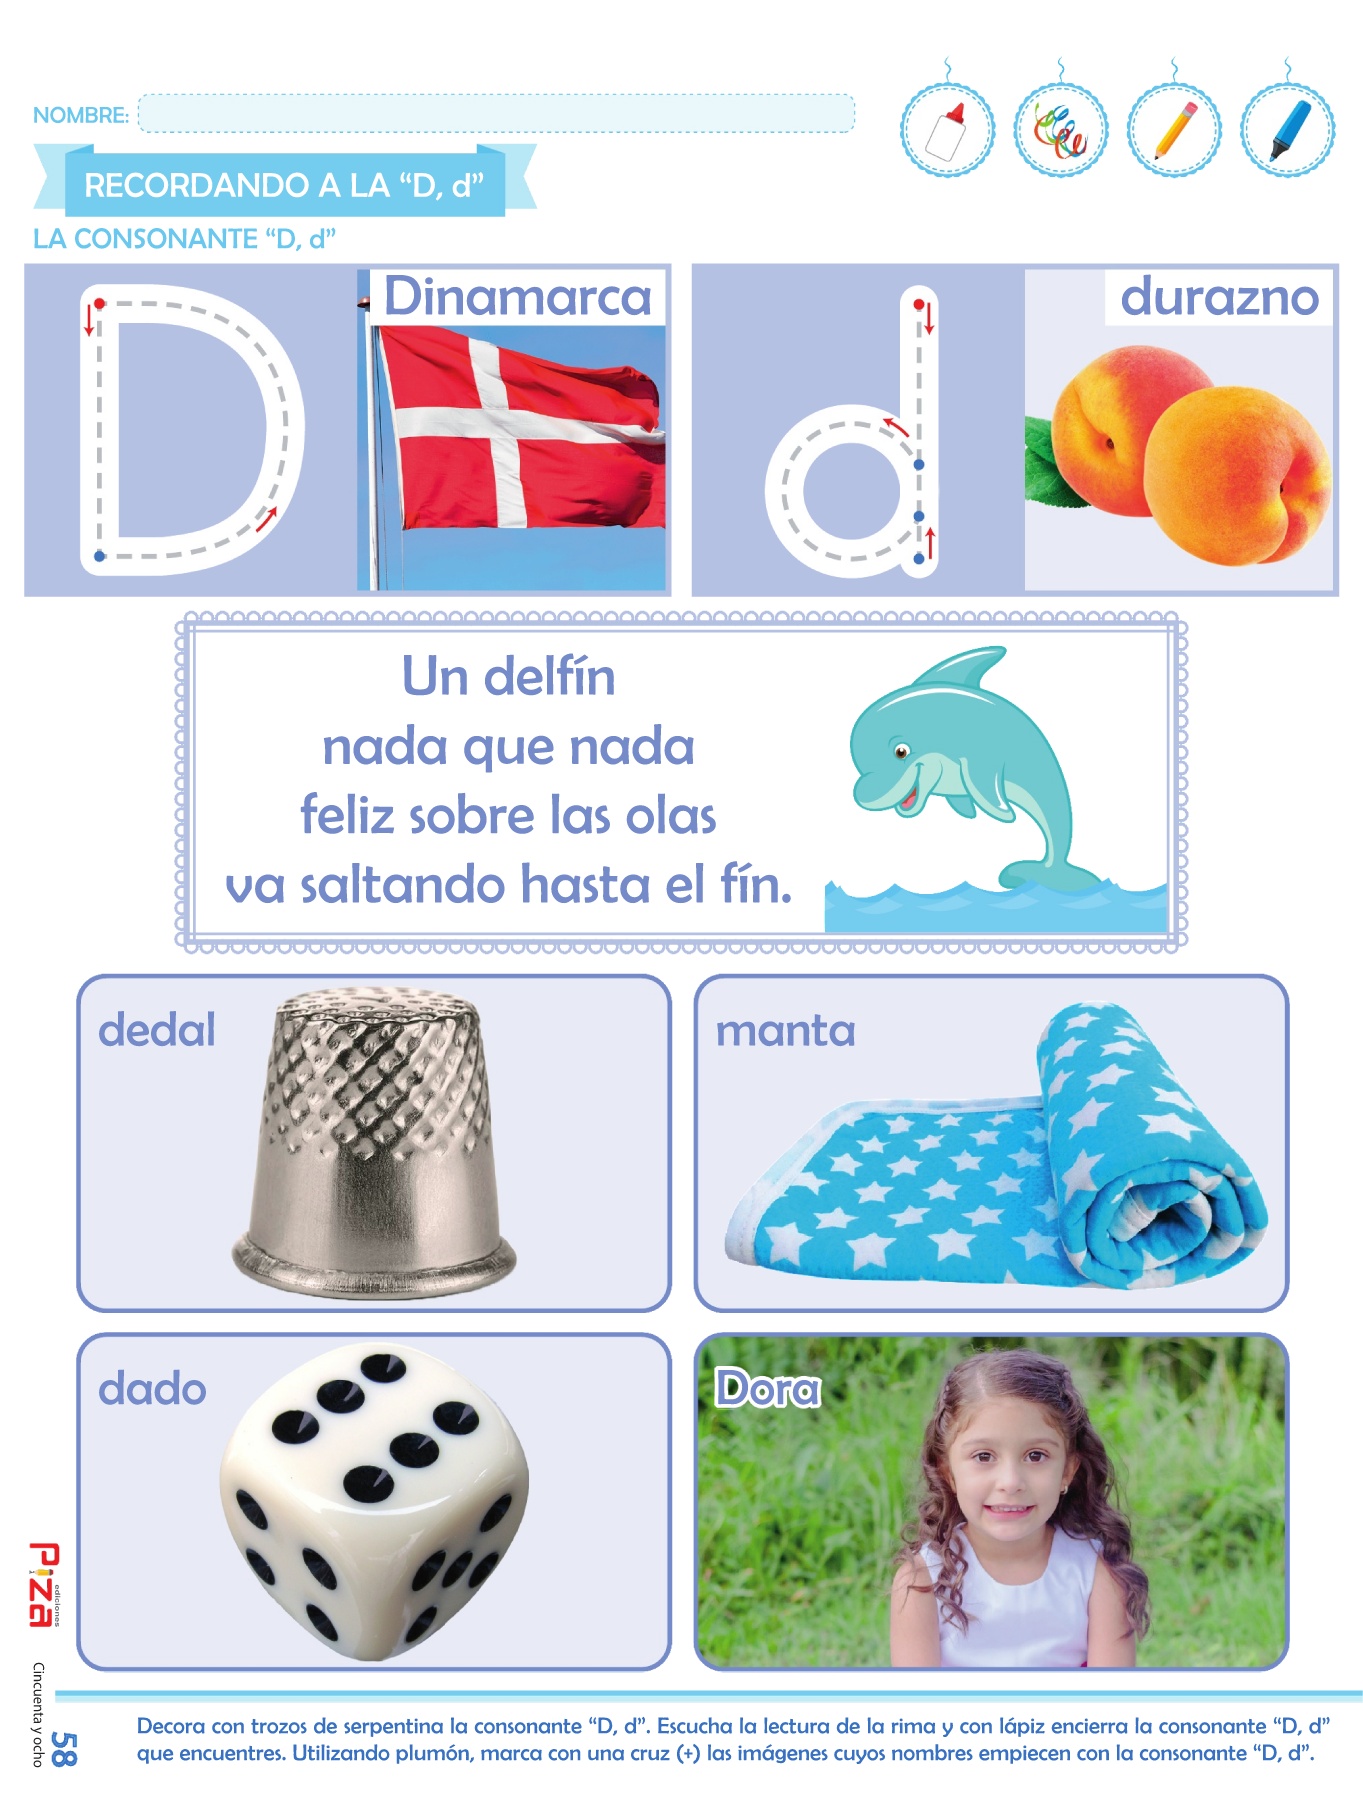 NOMBRE:
RECORDANDO A LA “D, d”
LA CONSONANTE “D, d”
D
Dinamarca
d
durazno
Un delfín
nada que nada
feliz sobre las olas
va saltando hasta el fín.
dedal
manta
dado
Dora
Piza
ediciones
Cincuenta y ocho
58
Decora con trozos de serpentina la consonante “D, d”. Escucha la lectura de la rima y con lápiz encierra la consonante “D, d”
que encuentres. Utilizando plumón, marca con una cruz (+) las imágenes cuyos nombres empiecen con la consonante “D, d”.